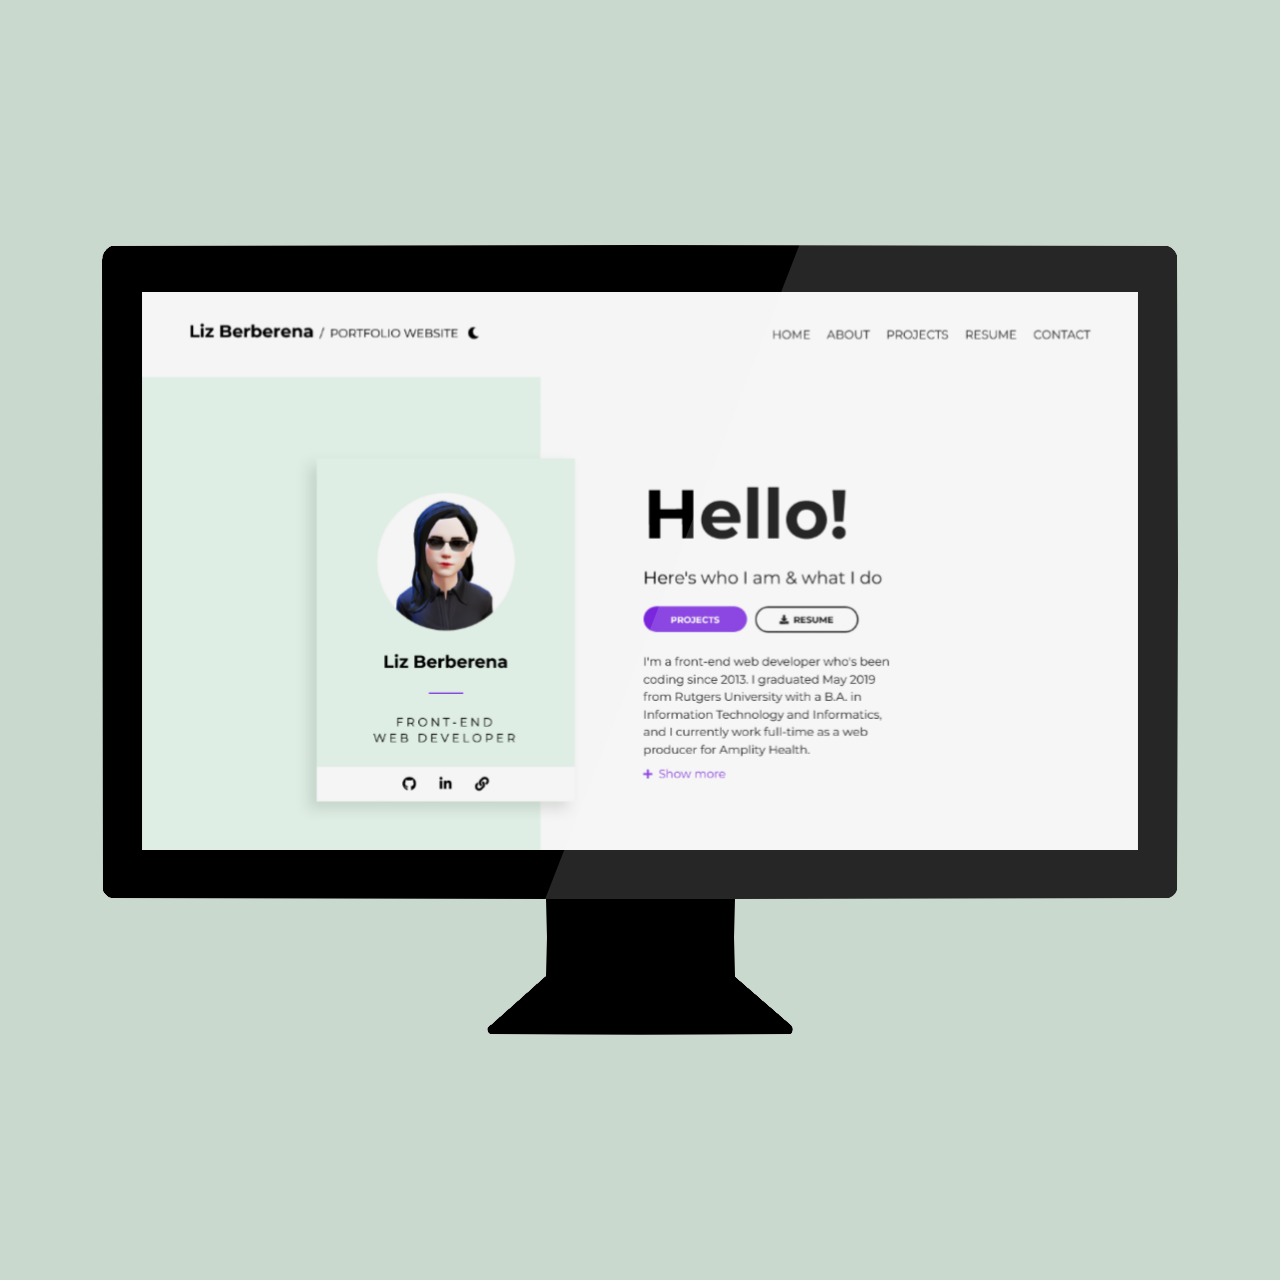 Liz Berberena / PORTFOLIO WEBSITE
HOME ABOUT PROJECTS RESUME CONTACT
Liz Berberena
FRONT-END
WEB DEVELOPER
in
Hello!
Here's who I am & what I do
PROJECTS RESUME
I'm a front-end web developer who's been
coding since 2013. I graduated May 2019
from Rutgers University with a B.A. in
Information Technology and Informatics,
and I currently work full-time as a web
producer for Amplity Health.
+ Show more